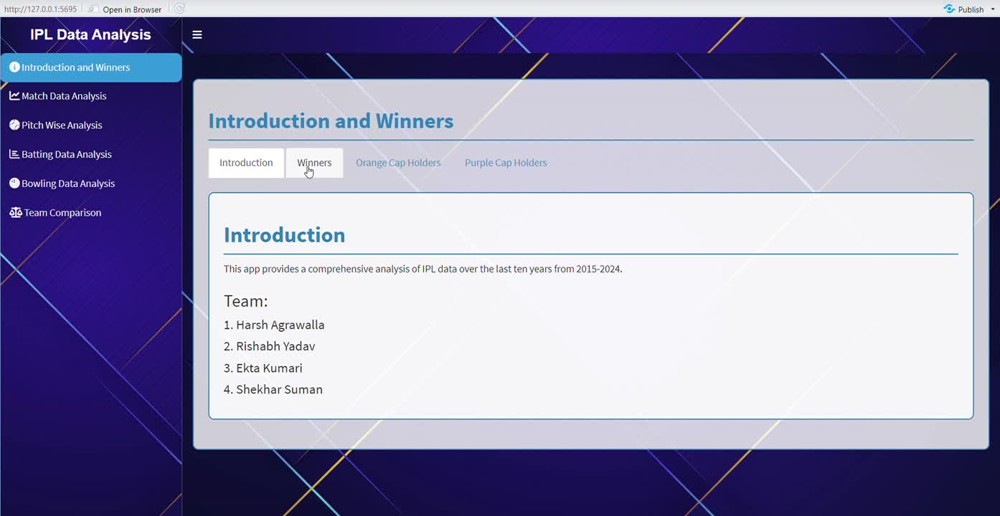 http://127.0.0.1:5695 Open in Browser Publish
IPL Data Analysis
Introduction and Winners
Match Data Analysis
Pitch Wise Analysis
Batting Data Analysis
Bowling Data Analysis
Team Comparison
Introduction and Winners
Introduction Winners Orange Cap Holders Purple Cap Holders
Introduction
This app provides a comprehensive analysis of IPL data over the last ten years from 2015-2024.
Team:
1. Harsh Agrawalla
2. Rishabh Yadav
3. Ekta Kumari
4. Shekhar Suman